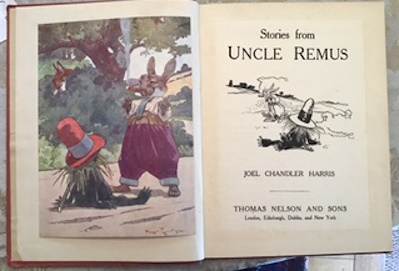 Stories from
UNCLE REMUS
JOEL CHANDLER HARRIS
THOMAS NELSON AND SONS
London, Edinburgh, Dublin, and New York